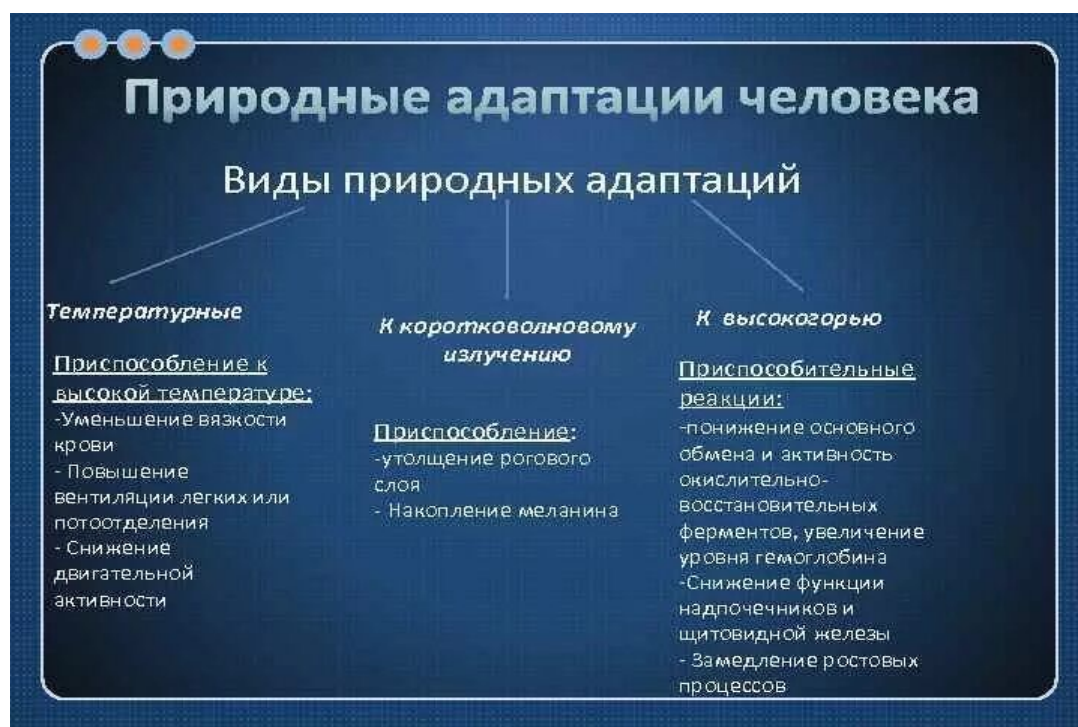 Природные адаптации человека
Виды природных адаптаций
Температурные
Приспособление к
высокой температуре:
-Уменьшение вязкости
крови
- Повышение
вентиляции легких или
потоотделения
- Снижение
двигательной
активности
К коротковолновому
излучению
Приспособление:
-утолщение рогового
слоя
- Накопление меланина
К высокогорью
Приспособительные
реакции:
-понижение основного
обмена и активность
окислительно-
восстановительных
ферментов, увеличение
уровня гемоглобина
-Снижение функции
надпочечников и
щитовидной железы
- Замедление ростовых
процессов